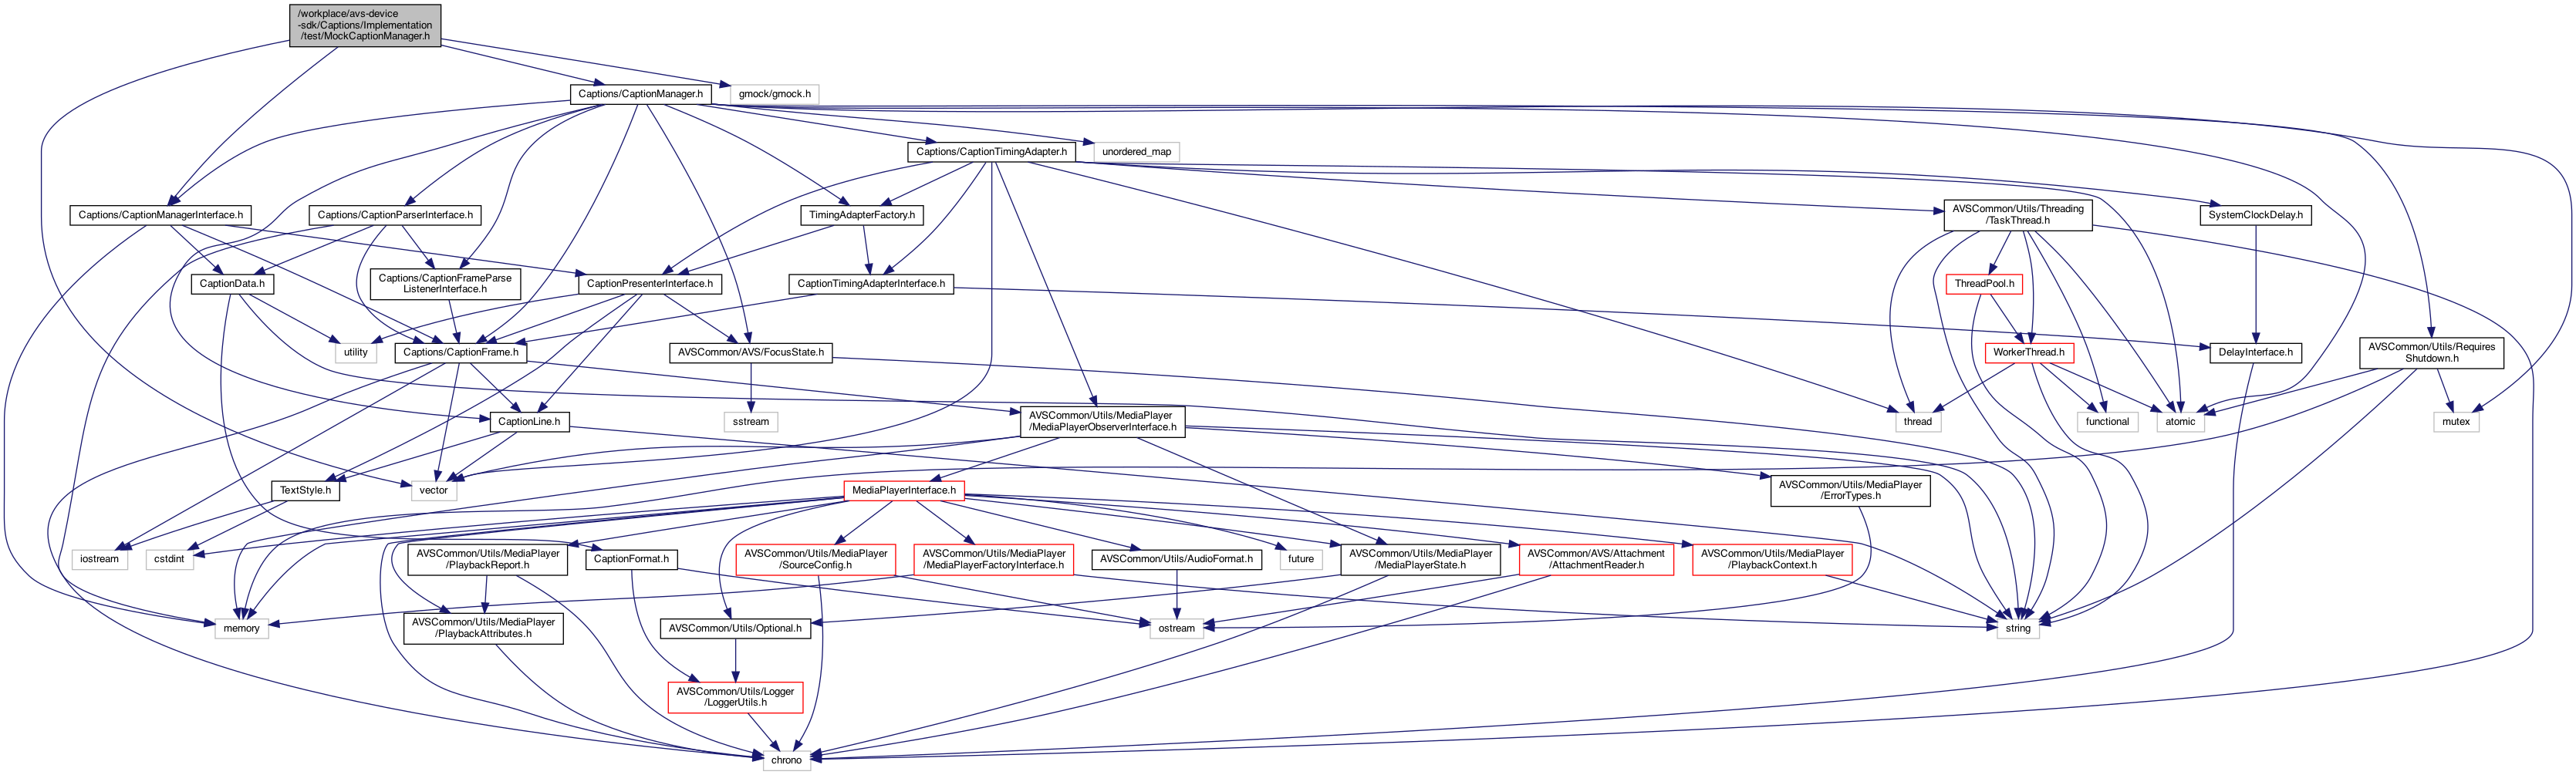 /workplace/avs-device
-sdk/Captions/Implementation
/test/MockCaptionManager.h
Captions/CaptionManager.h
gmock/gmock.h
Captions/CaptionTimingAdapter.h
unordered_map
Captions/CaptionManagerInterface.h
Captions/CaptionParserInterface.h
TimingAdapterFactory.h
AVSCommon/Utils/Threading
/TaskThread.h
SystemClockDelay.h
CaptionData.h
Captions/CaptionFrameParse
ListenerInterface.h
CaptionPresenterInterface.h
CaptionTimingAdapterInterface.h
ThreadPool.h
utility
Captions/CaptionFrame.h
AVSCommon/AVS/FocusState.h
WorkerThread.h
DelayInterface.h
AVSCommon/Utils/Requires
Shutdown.h
CaptionLine.h
sstream
AVSCommon/Utils/MediaPlayer
/MediaPlayerObserverInterface.h
thread
functional
atomic
mutex
TextStyle.h
vector
MediaPlayerInterface.h
AVSCommon/Utils/MediaPlayer
/ErrorTypes.h
iostream
cstdint
AVSCommon/Utils/MediaPlayer
/PlaybackReport.h
CaptionFormat.h
AVSCommon/Utils/MediaPlayer
/SourceConfig.h
AVSCommon/Utils/MediaPlayer
/MediaPlayerFactoryInterface.h
AVSCommon/Utils/AudioFormat.h
future
AVSCommon/Utils/MediaPlayer
/MediaPlayerState.h
AVSCommon/AVS/Attachment
/AttachmentReader.h
AVSCommon/Utils/MediaPlayer
/PlaybackContext.h
memory
AVSCommon/Utils/MediaPlayer
/PlaybackAttributes.h
AVSCommon/Utils/Optional.h
ostream
string
AVSCommon/Utils/Logger
/LoggerUtils.h
chrono